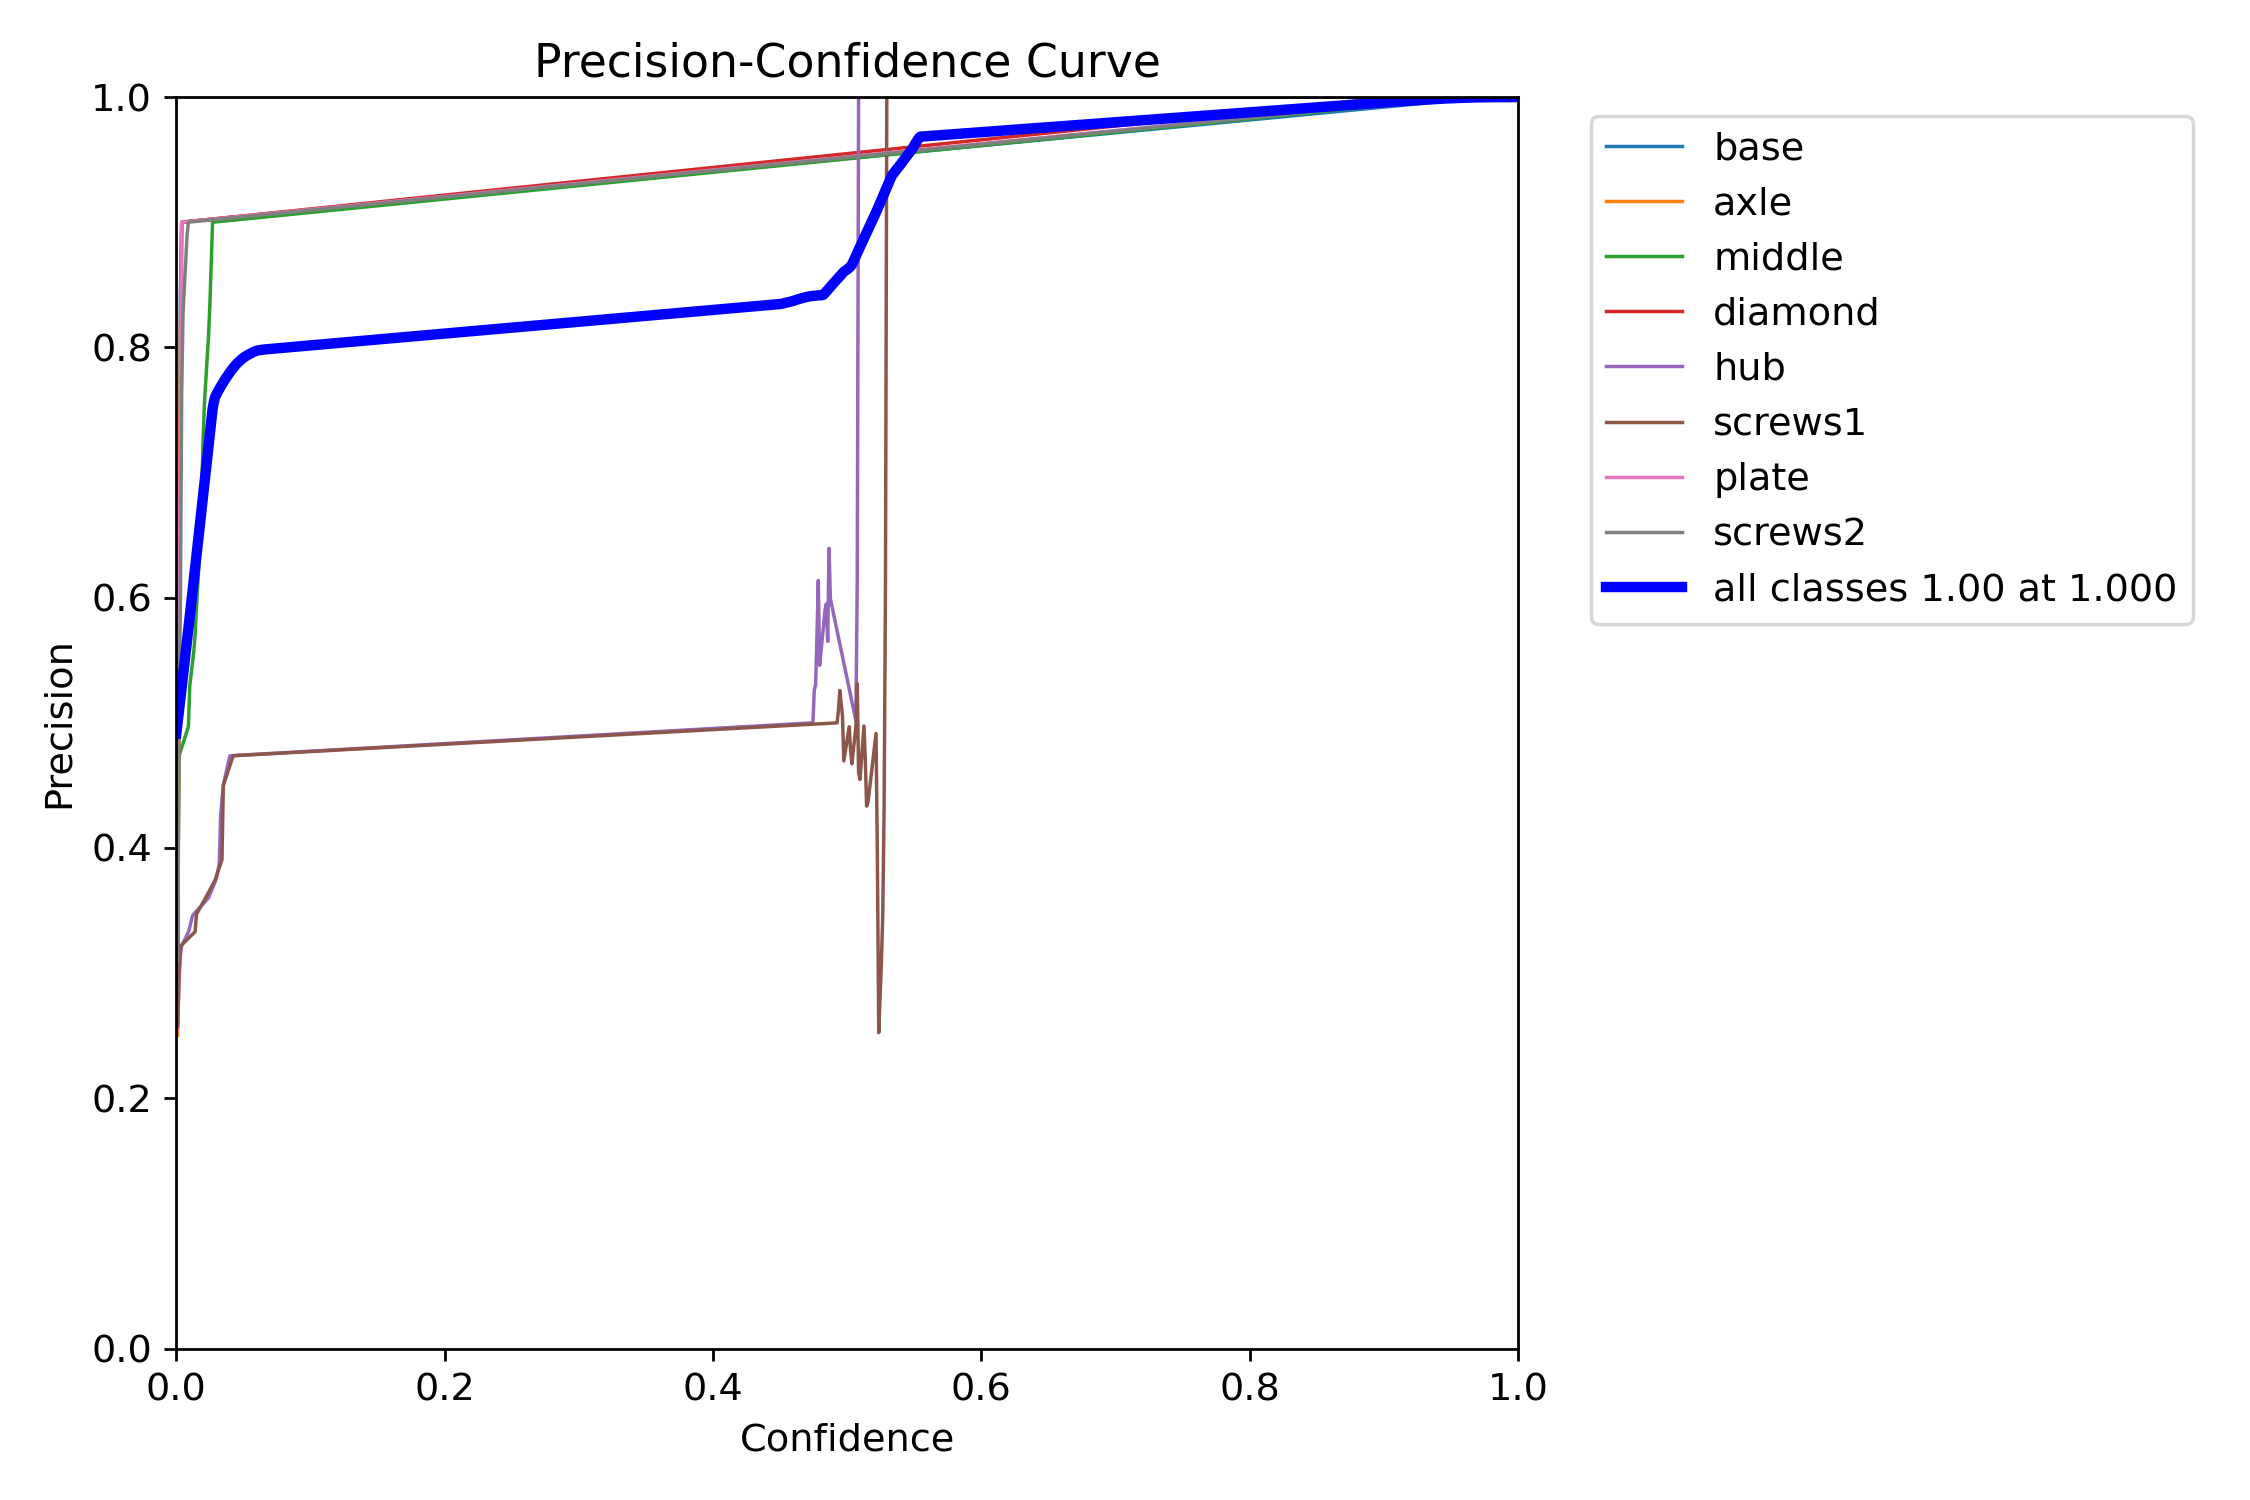 Precision-Confidence Curve
1.0
0.8
0.6
0.4
0.2
0.0
Precision
0.0 0.2 0.4 0.6 0.8 1.0
Confidence
base
axle
middle
diamond
hub
screws1
plate
screws2
all classes 1.00 at 1.000